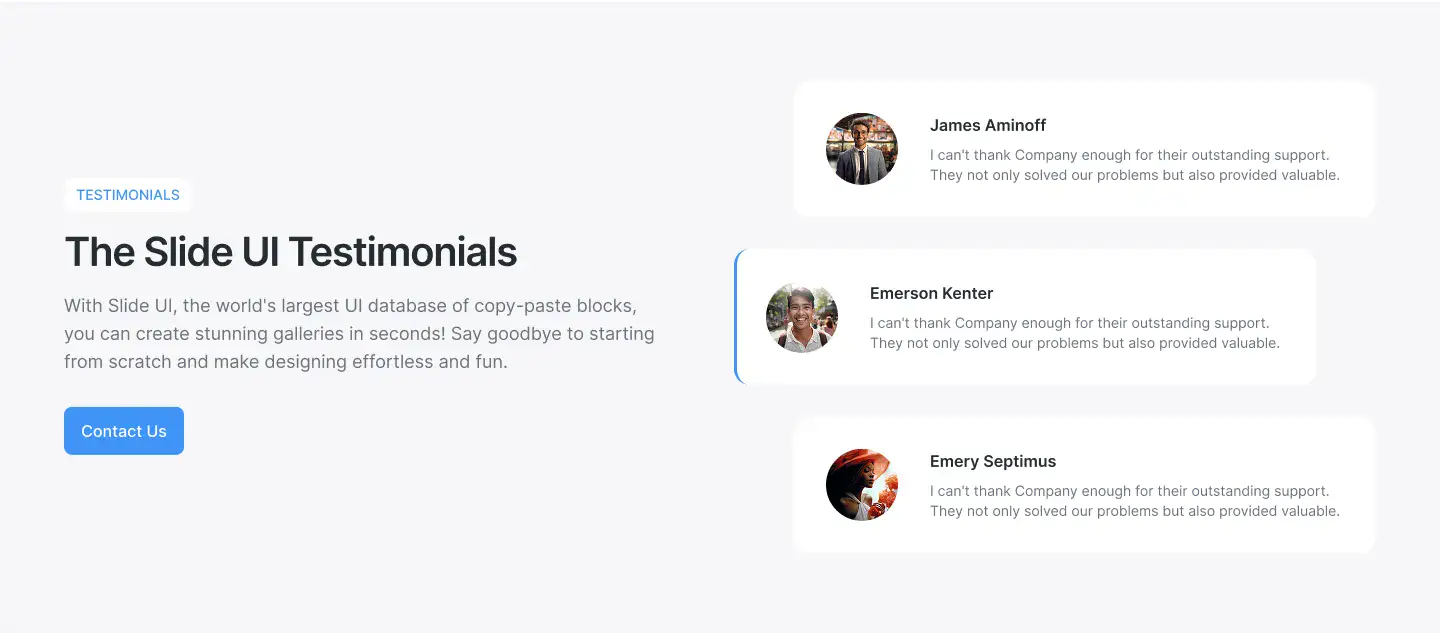 TESTIMONIALS
The Slide UI Testimonials
With Slide UI, the world's largest UI database of copy-paste blocks,
you can create stunning galleries in seconds! Say goodbye to starting
from scratch and make designing effortless and fun.
Contact Us
James Aminoff
I can't thank Company enough for their outstanding support.
They not only solved our problems but also provided valuable.
Emerson Kenter
I can't thank Company enough for their outstanding support.
They not only solved our problems but also provided valuable.
Emery Septimus
I can't thank Company enough for their outstanding support.
They not only solved our problems but also provided valuable.